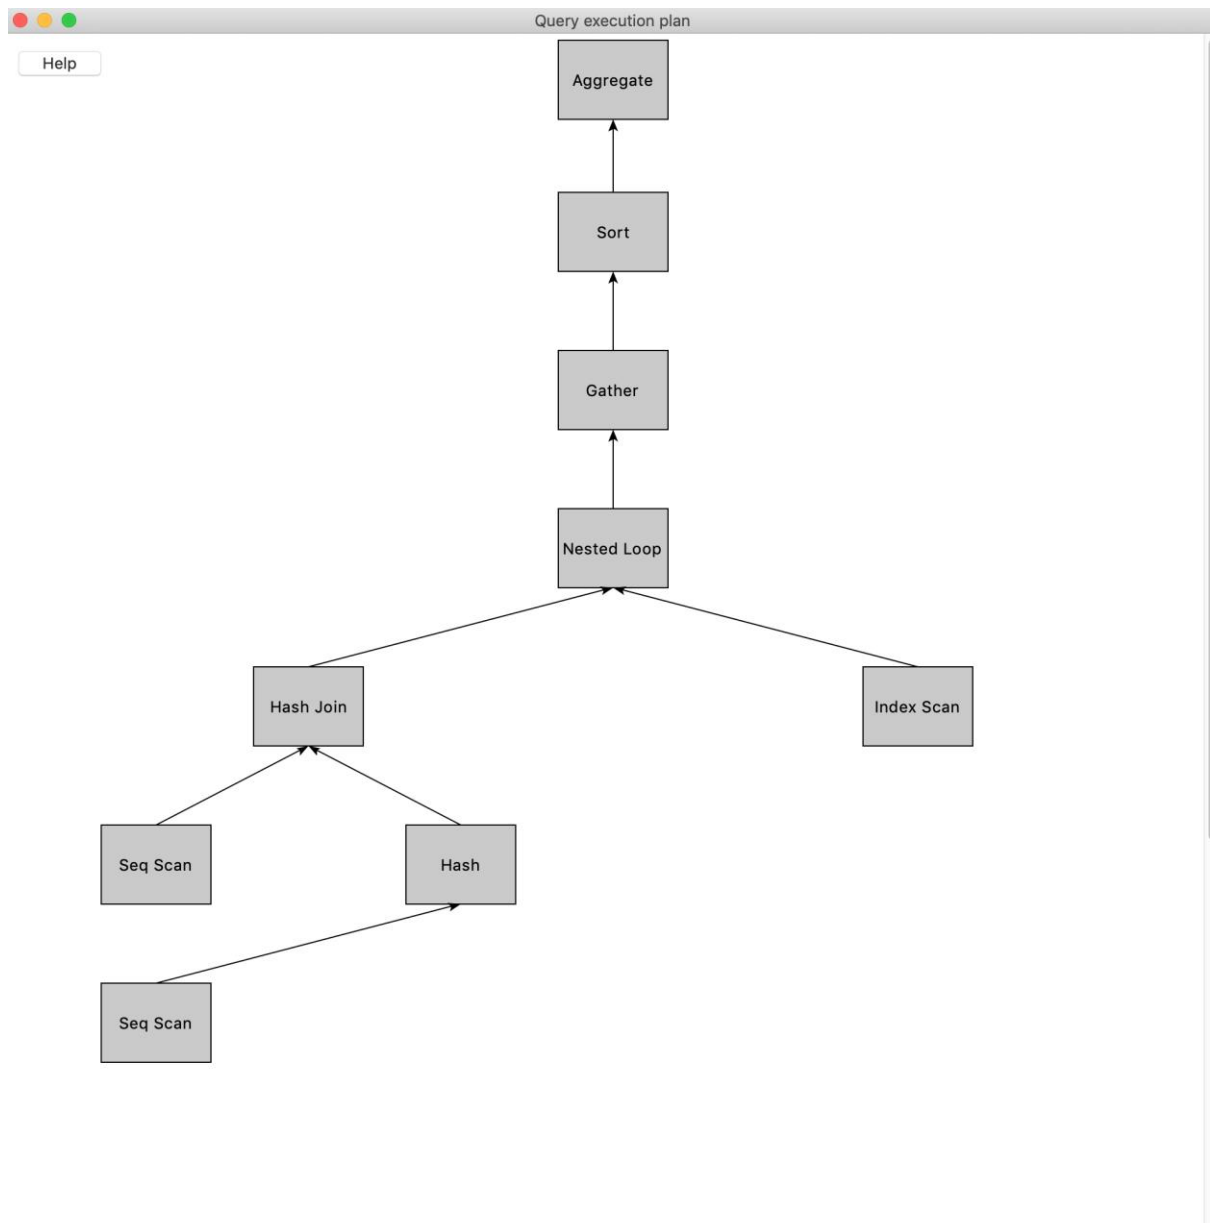 Query execution plan
Help
Aggregate
Sort
Gather
Nested Loop
Hash Join
Index Scan
Seq Scan
Hash
Seq Scan